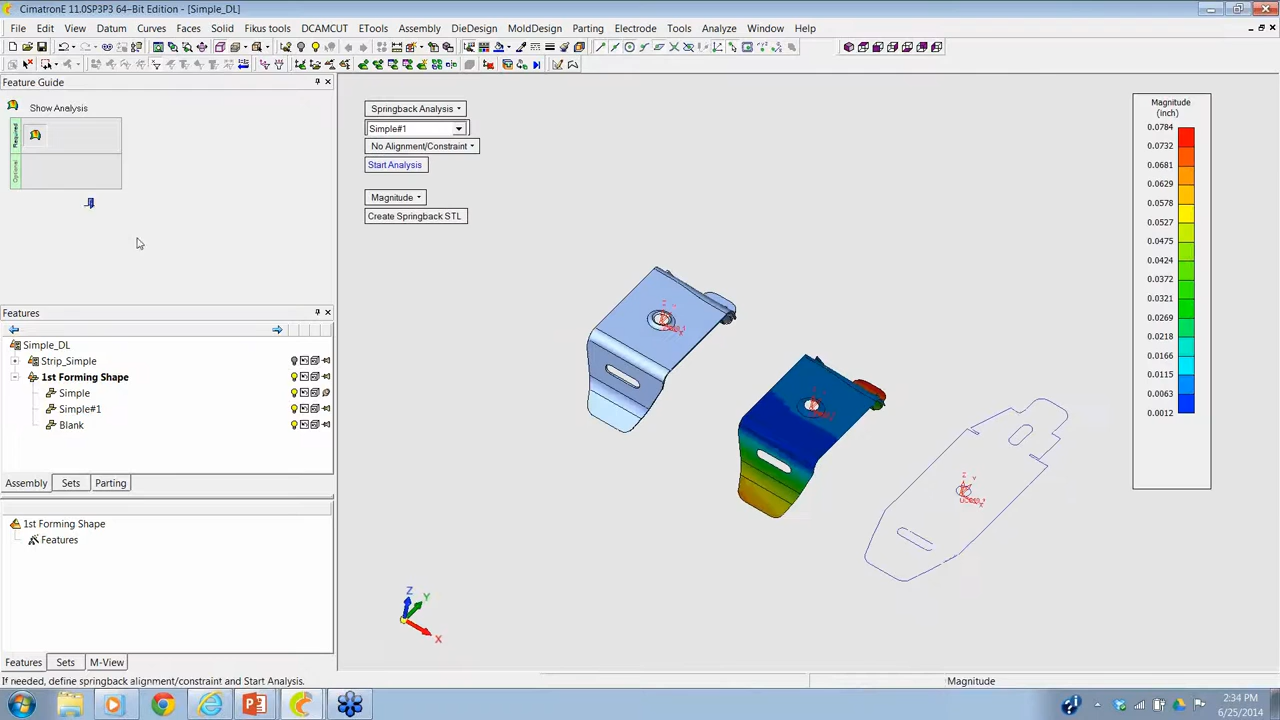 CimatronE 11.0SP3P3 64-Bit Edition - [Simple_DL]
File Edit View Datum Curves Faces Solid Fikus tools DCAMCUT ETools Assembly DieDesign MoldDesign Parting Electrode Tools Analyze Window Help
Feature Guide
Show Analysis
Required
Optional
Springback Analysis
Simple#1
No Alignment/Constraint
Start Analysis
Magnitude
Create Springback STL
Magnitude
(inch)
0.0784
0.0732
0.0681
0.0629
0.0578
0.0527
0.0475
0.0424
0.0372
0.0321
0.0269
0.0218
0.0166
0.0115
0.0063
0.0012
Features
Simple_DL
Strip_Simple
1st Forming Shape
Simple
Simple#1
Blank
Assembly Sets Parting
1st Forming Shape
Features
Z
Y
X
Features Sets M-View
If needed, define springback alignment/constraint and Start Analysis.
Magnitude
2:34 PM
6/25/2014